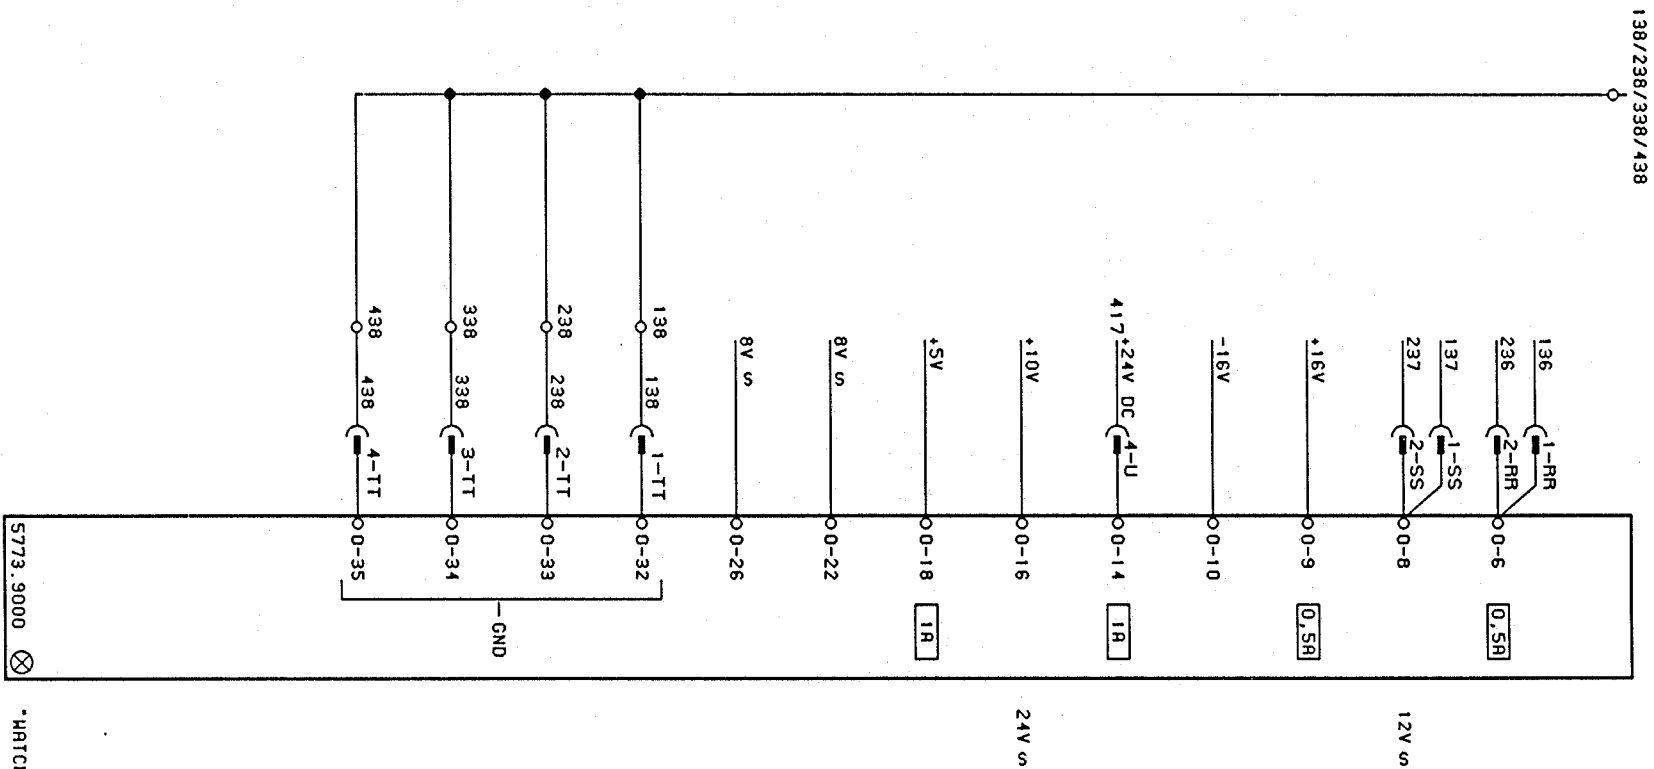 138/238/338/438
136
1-RR
0-6
0,5A
236
2-RR
137
1-SS
237
2-SS
0-8
12V S
+16V
0-9
0,5A
-16V
0-10
417
+24V DC
4-U
0-14
1A
+10V
0-16
24V S
+5V
0-18
1A
8V S
0-22
8V S
0-26
138
138
1-TT
0-32
238
238
2-TT
0-33
338
338
3-TT
0-34
438
438
4-TT
0-35
-GND
5773.9000